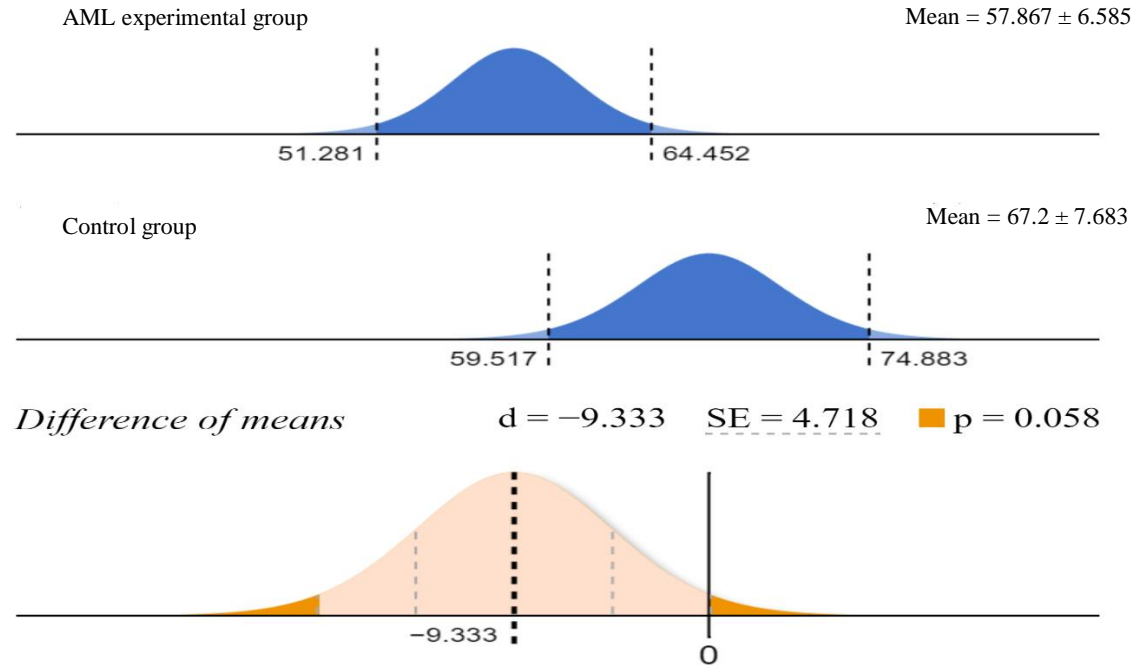 AML experimental group
Mean = 57.867 ± 6.585
51.281
64.452
Control group
Mean = 67.2 ± 7.683
59.517
74.883
Difference of means d = −9.333 SE = 4.718 p = 0.058
−9.333
0